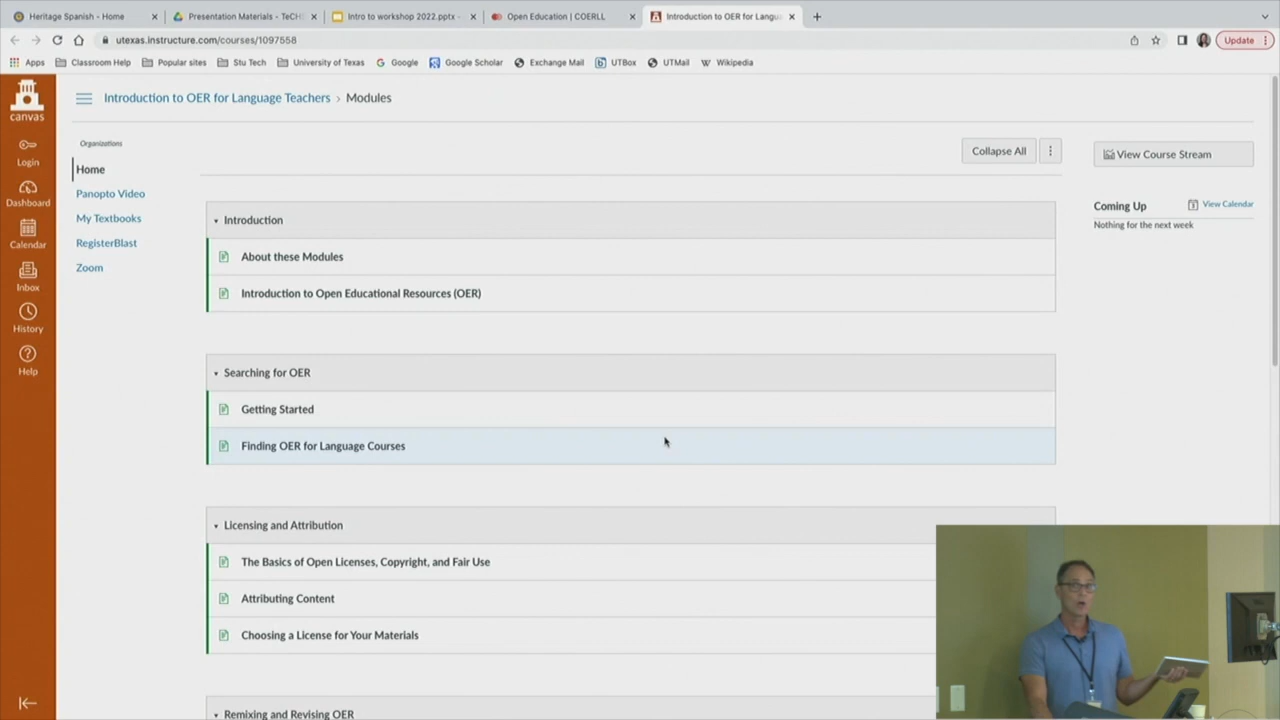 Heritage Spanish - Home
Presentation Materials - TeCH
Intro to workshop 2022.pptx -
Open Education | COERLL
Introduction to OER for Langu
utexas.instructure.com/courses/1097558
Update
Apps
Classroom Help
Popular sites
Stu Tech
University of Texas
Google
Google Scholar
Exchange Mail
UTBox
UTMail
Wikipedia
canvas
Login
Dashboard
Calendar
Inbox
History
Help
Introduction to OER for Language Teachers › Modules
Organizations
Home
Panopto Video
My Textbooks
RegisterBlast
Zoom
Collapse All
Introduction
About these Modules
Introduction to Open Educational Resources (OER)
Searching for OER
Getting Started
Finding OER for Language Courses
Licensing and Attribution
The Basics of Open Licenses, Copyright, and Fair Use
Attributing Content
Choosing a License for Your Materials
Remixing and Revising OER
View Course Stream
Coming Up
View Calendar
Nothing for the next week